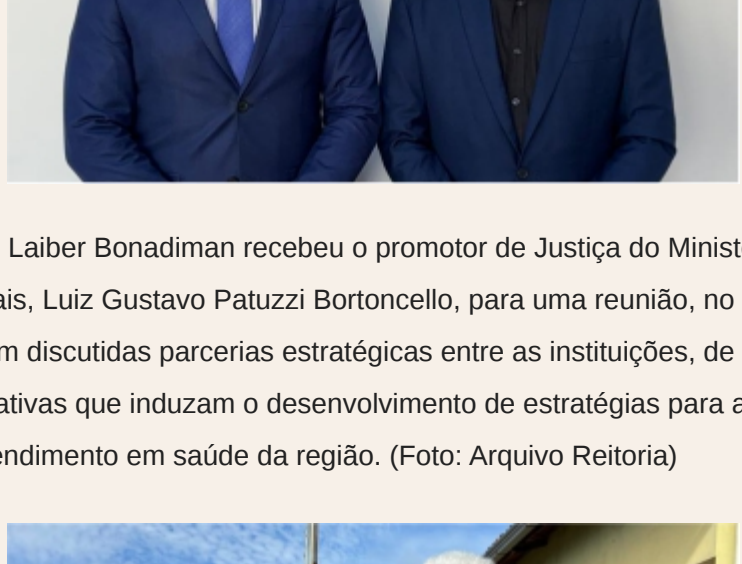 Laiber Bonadiman recebeu o promotor de Justiça do Minist
ais, Luiz Gustavo Patuzzi Bortoncello, para uma reunião, no
m discutidas parcerias estratégicas entre as instituições, de
ativas que induzam o desenvolvimento de estratégias para a
endimento em saúde da região. (Foto: Arquivo Reitoria)